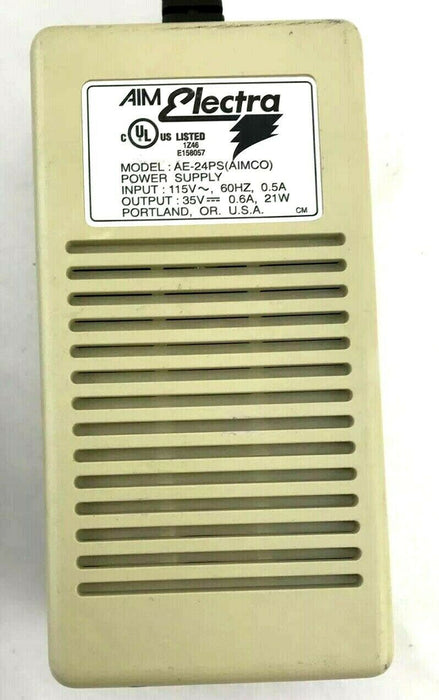 AIM Electra
c UL US LISTED
1Z46
E158057
MODEL : AE-24PS(AIMCO)
POWER SUPPLY
INPUT : 115V～, 60HZ, 0.5A
OUTPUT : 35V⎓ 0.6A, 21W
PORTLAND, OR. U.S.A. CM